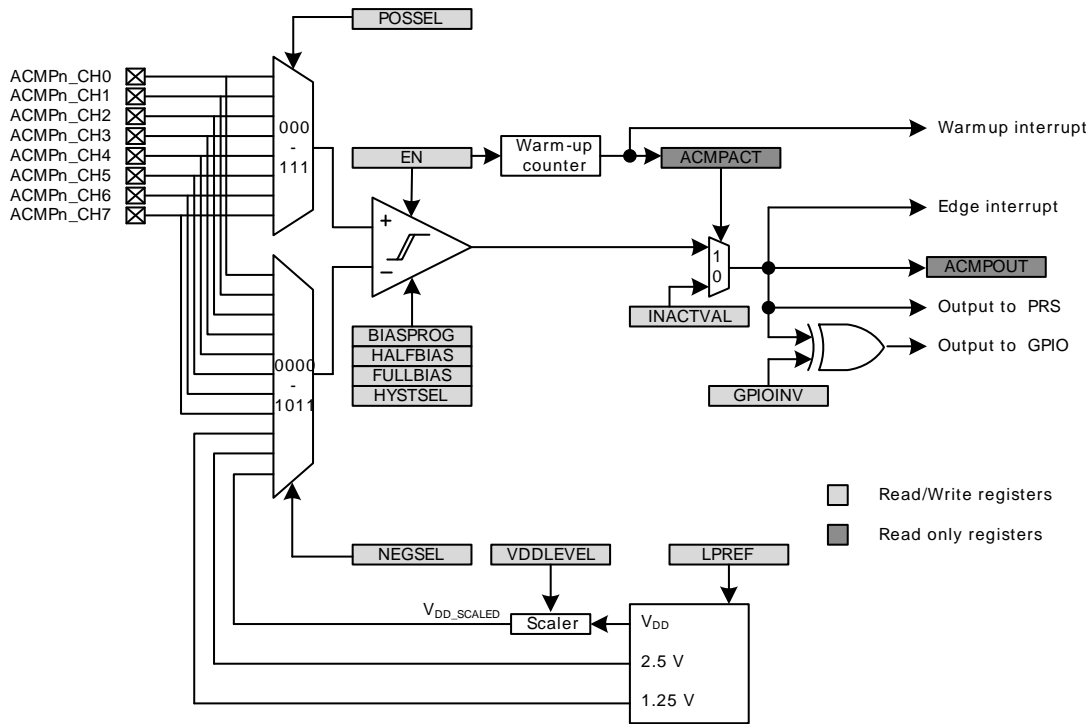 POSSEL
ACMPn_CH0
ACMPn_CH1
ACMPn_CH2
ACMPn_CH3
ACMPn_CH4
ACMPn_CH5
ACMPn_CH6
ACMPn_CH7
000
-
111
EN
Warm-up
counter
ACMPACT
Warmup interrupt
+
−
1
0
Edge interrupt
ACMPOUT
Output to PRS
Output to GPIO
INACTVAL
GPIOINV
BIASPROG
HALFBIAS
FULLBIAS
HYSTSEL
0000
-
1011
Read/Write registers
Read only registers
NEGSEL
VDDLEVEL
LPREF
VDD_SCALED
Scaler
VDD
2.5 V
1.25 V